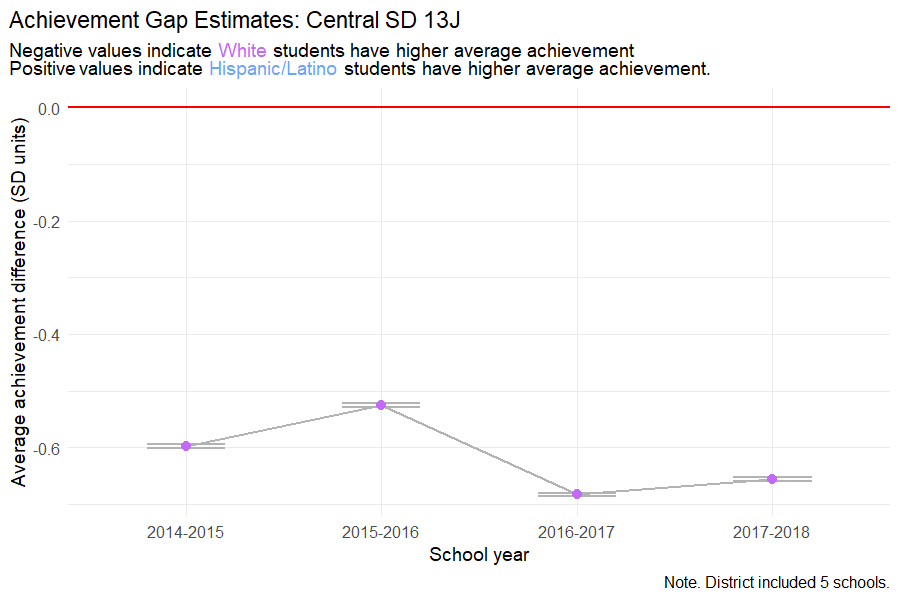 Achievement Gap Estimates: Central SD 13J
Negative values indicate White students have higher average achievement
Positive values indicate Hispanic/Latino students have higher average achievement.
Average achievement difference (SD units)
0.0
-0.2
-0.4
-0.6
2014-2015
2015-2016
2016-2017
2017-2018
School year
Note. District included 5 schools.